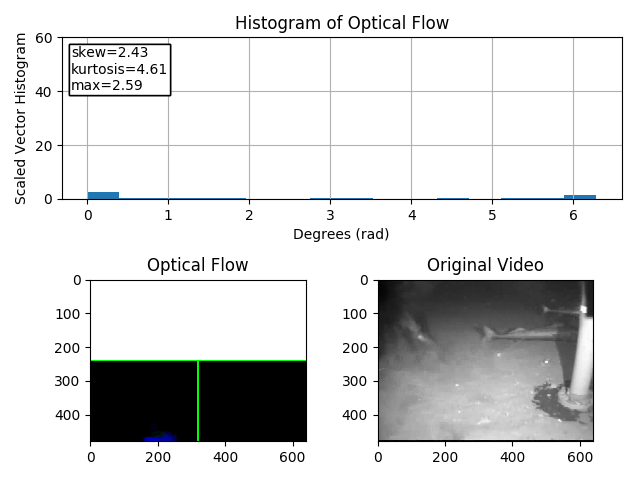 Histogram of Optical Flow
Scaled Vector Histogram
60
40
20
0
skew=2.43
kurtosis=4.61
max=2.59
0 1 2 3 4 5 6
Degrees (rad)
Optical Flow
0
100
200
300
400
0 200 400 600
Original Video
0
100
200
300
400
0 200 400 600